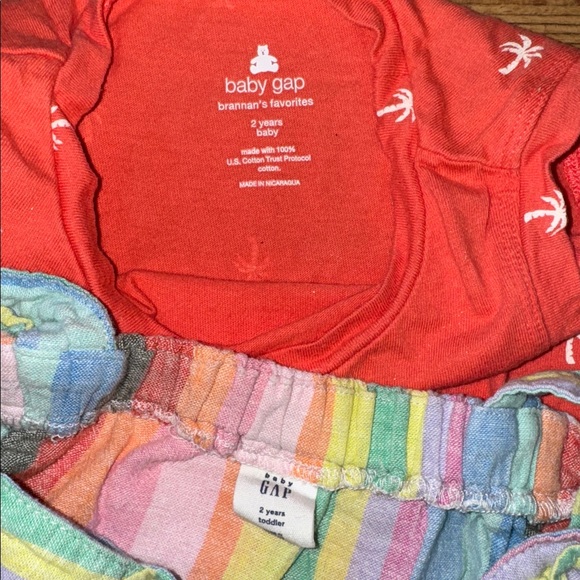 baby gap
brannan's favorites
2 years
baby
made with 100%
U.S. Cotton Trust Protocol
cotton.
MADE IN NICARAGUA
baby
GAP
2 years
toddler